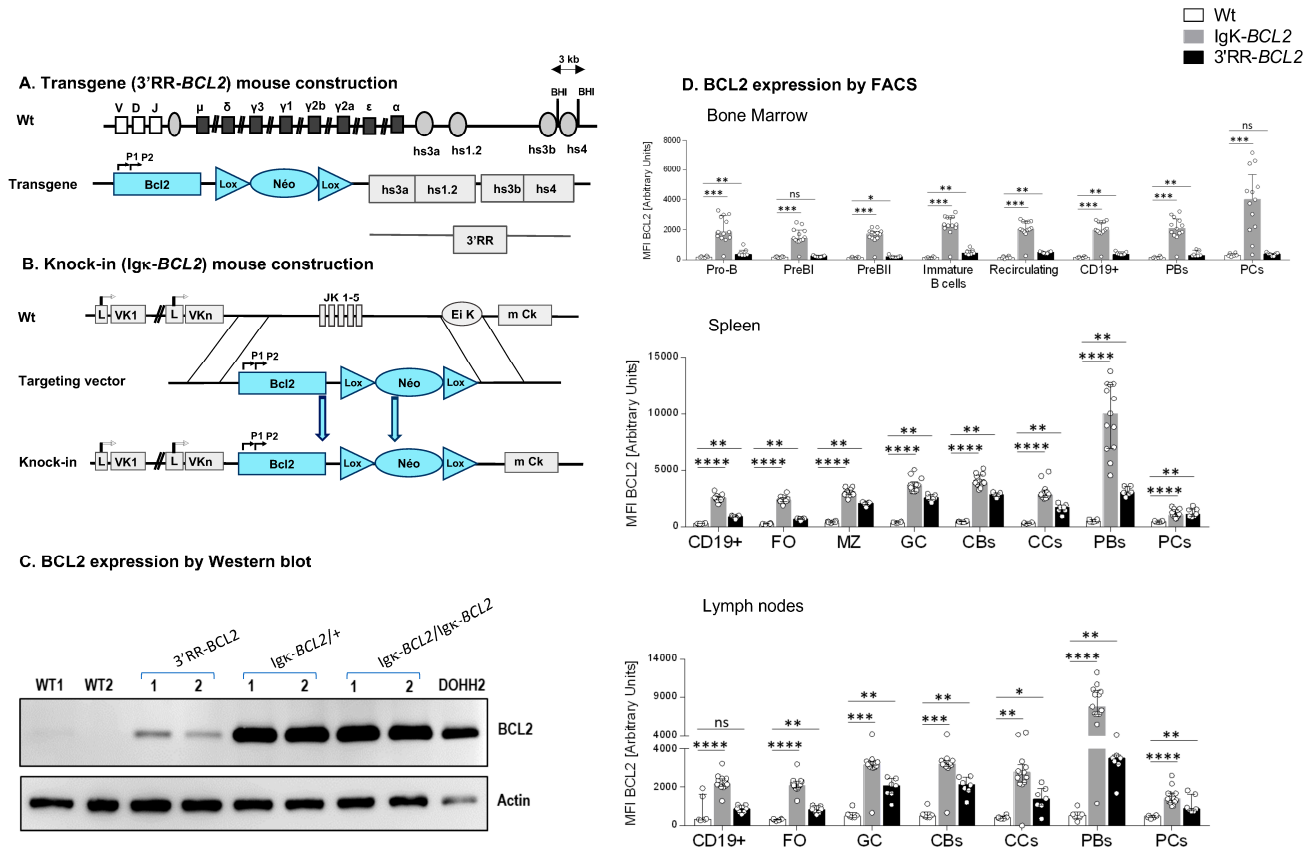 Wt
IgK-BCL2
3'RR-BCL2
A. Transgene (3'RR-BCL2) mouse construction
3 kb
BHI BHI
V D J μ δ γ3 γ1 γ2b γ2a ε α
Wt
hs3a hs1.2 hs3b hs4
P1 P2
Transgene Bcl2 Lox Néo Lox hs3a hs1.2 hs3b hs4
3'RR
B. Knock-in (Igκ-BCL2) mouse construction
JK 1-5
Wt L VK1 L VKn Ei K m Ck
P1 P2
Targeting vector Bcl2 Lox Néo Lox
P1 P2
Knock-in L VK1 L VKn Bcl2 Lox Néo Lox m Ck
C. BCL2 expression by Western blot
3'RR-BCL2 Igκ-BCL2/+ Igκ-BCL2/Igκ-BCL2
WT1 WT2 1 2 1 2 1 2 DOHH2
BCL2
Actin
D. BCL2 expression by FACS
Bone Marrow
MFI BCL2 [Arbitrary Units]
8000
6000
4000
2000
0
** ns * ** ** ** ** ns
*** *** *** *** *** *** *** ***
Pro-B PreBI PreBII Immature B cells Recirculating CD19+ PBs PCs
Spleen
MFI BCL2 [Arbitrary Units]
15000
10000
5000
0
** ** ** ** ** ** ** **
**** **** **** **** **** **** **** ****
CD19+ FO MZ GC CBs CCs PBs PCs
Lymph nodes
MFI BCL2 [Arbitrary Units]
14000
9000
4000
4000
2000
0
ns ** ** ** * ** **
**** **** *** *** ** **** ****
CD19+ FO GC CBs CCs PBs PCs